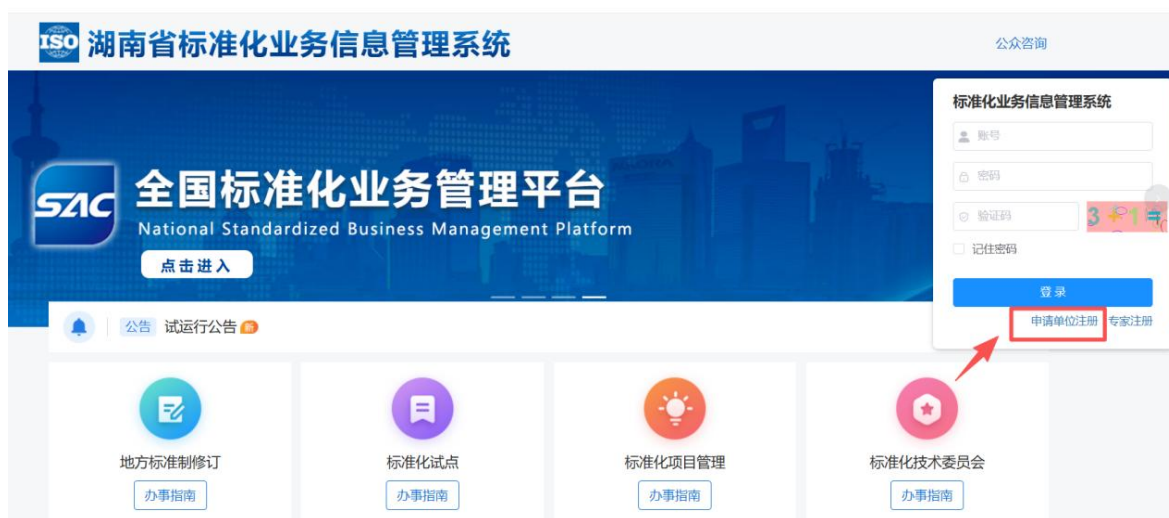 ISO 湖南省标准化业务信息管理系统
公众咨询
SAC 全国标准化业务管理平台
National Standardized Business Management Platform
点击进入
标准化业务信息管理系统
账号
密码
验证码
3+1=
记住密码
登录
申请单位注册 专家注册
公告 试运行公告
地方标准制修订
标准化试点
标准化项目管理
标准化技术委员会
办事指南
办事指南
办事指南
办事指南